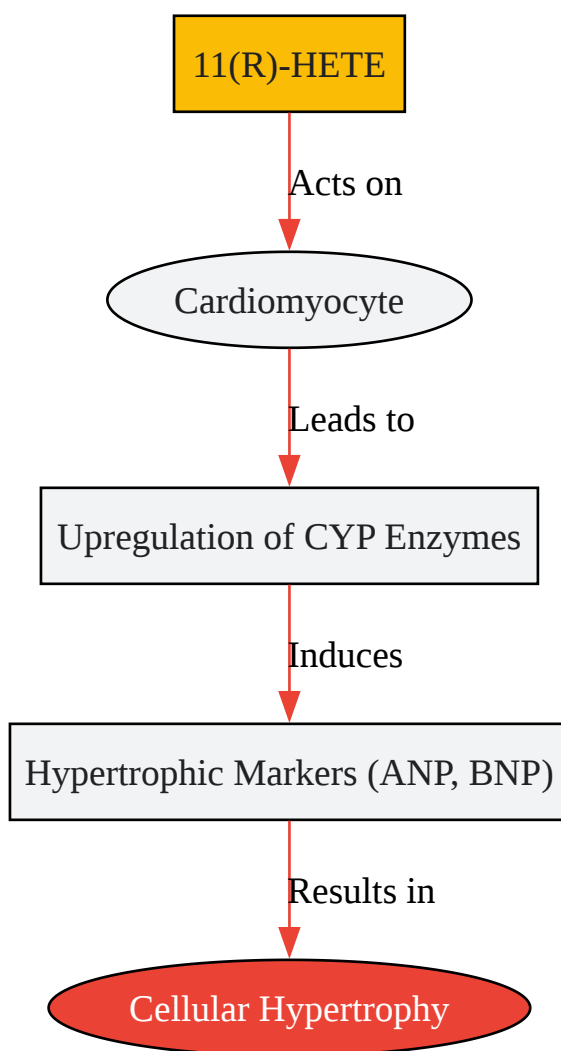 11(R)-HETE
Acts on
Cardiomyocyte
Leads to
Upregulation of CYP Enzymes
Induces
Hypertrophic Markers (ANP, BNP)
Results in
Cellular Hypertrophy